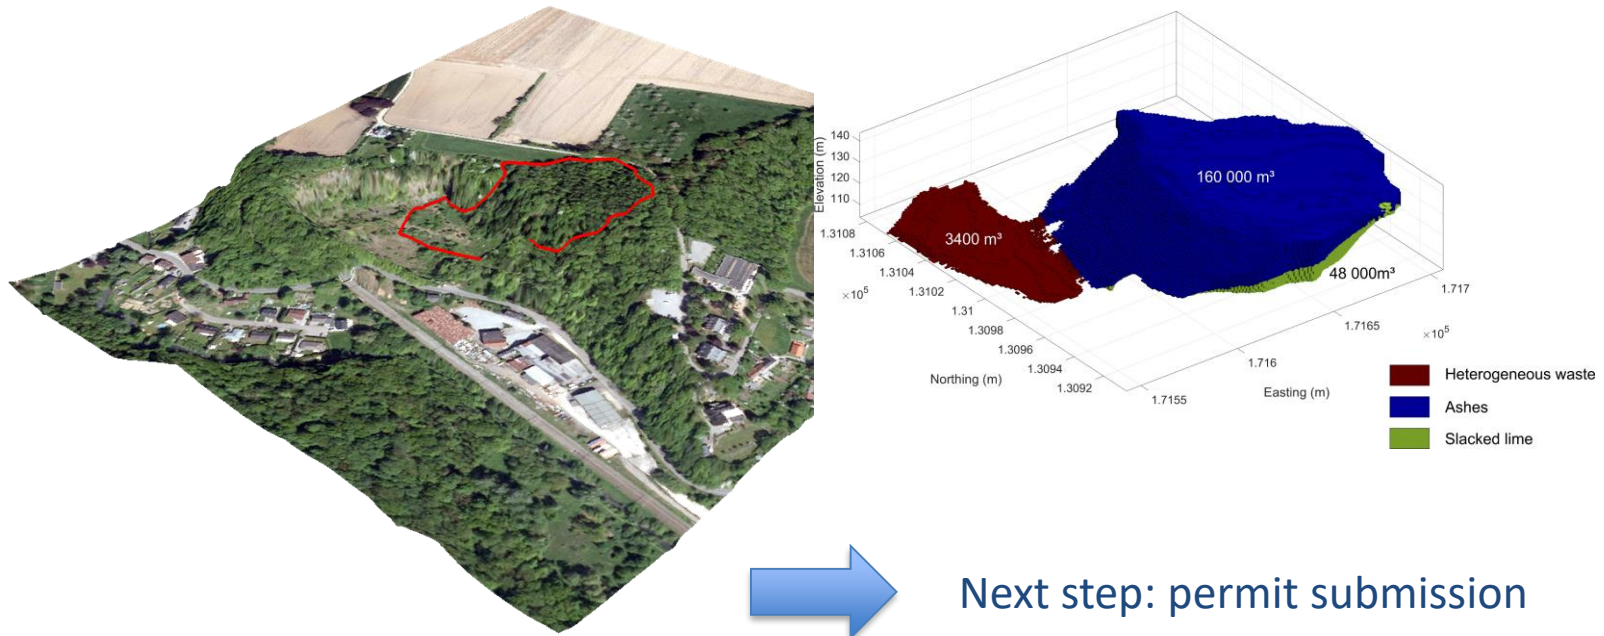 140
130
120
110
Elevation (m)
160 000 m³
3400 m³
48 000m³
1.3108
1.3106
1.3104
1.3102
1.31
1.3098
1.3096
1.3094
1.3092
×10⁵
Northing (m)
1.717
1.7165
1.716
1.7155
×10⁵
Easting (m)
Heterogeneous waste
Ashes
Slacked lime
Next step: permit submission